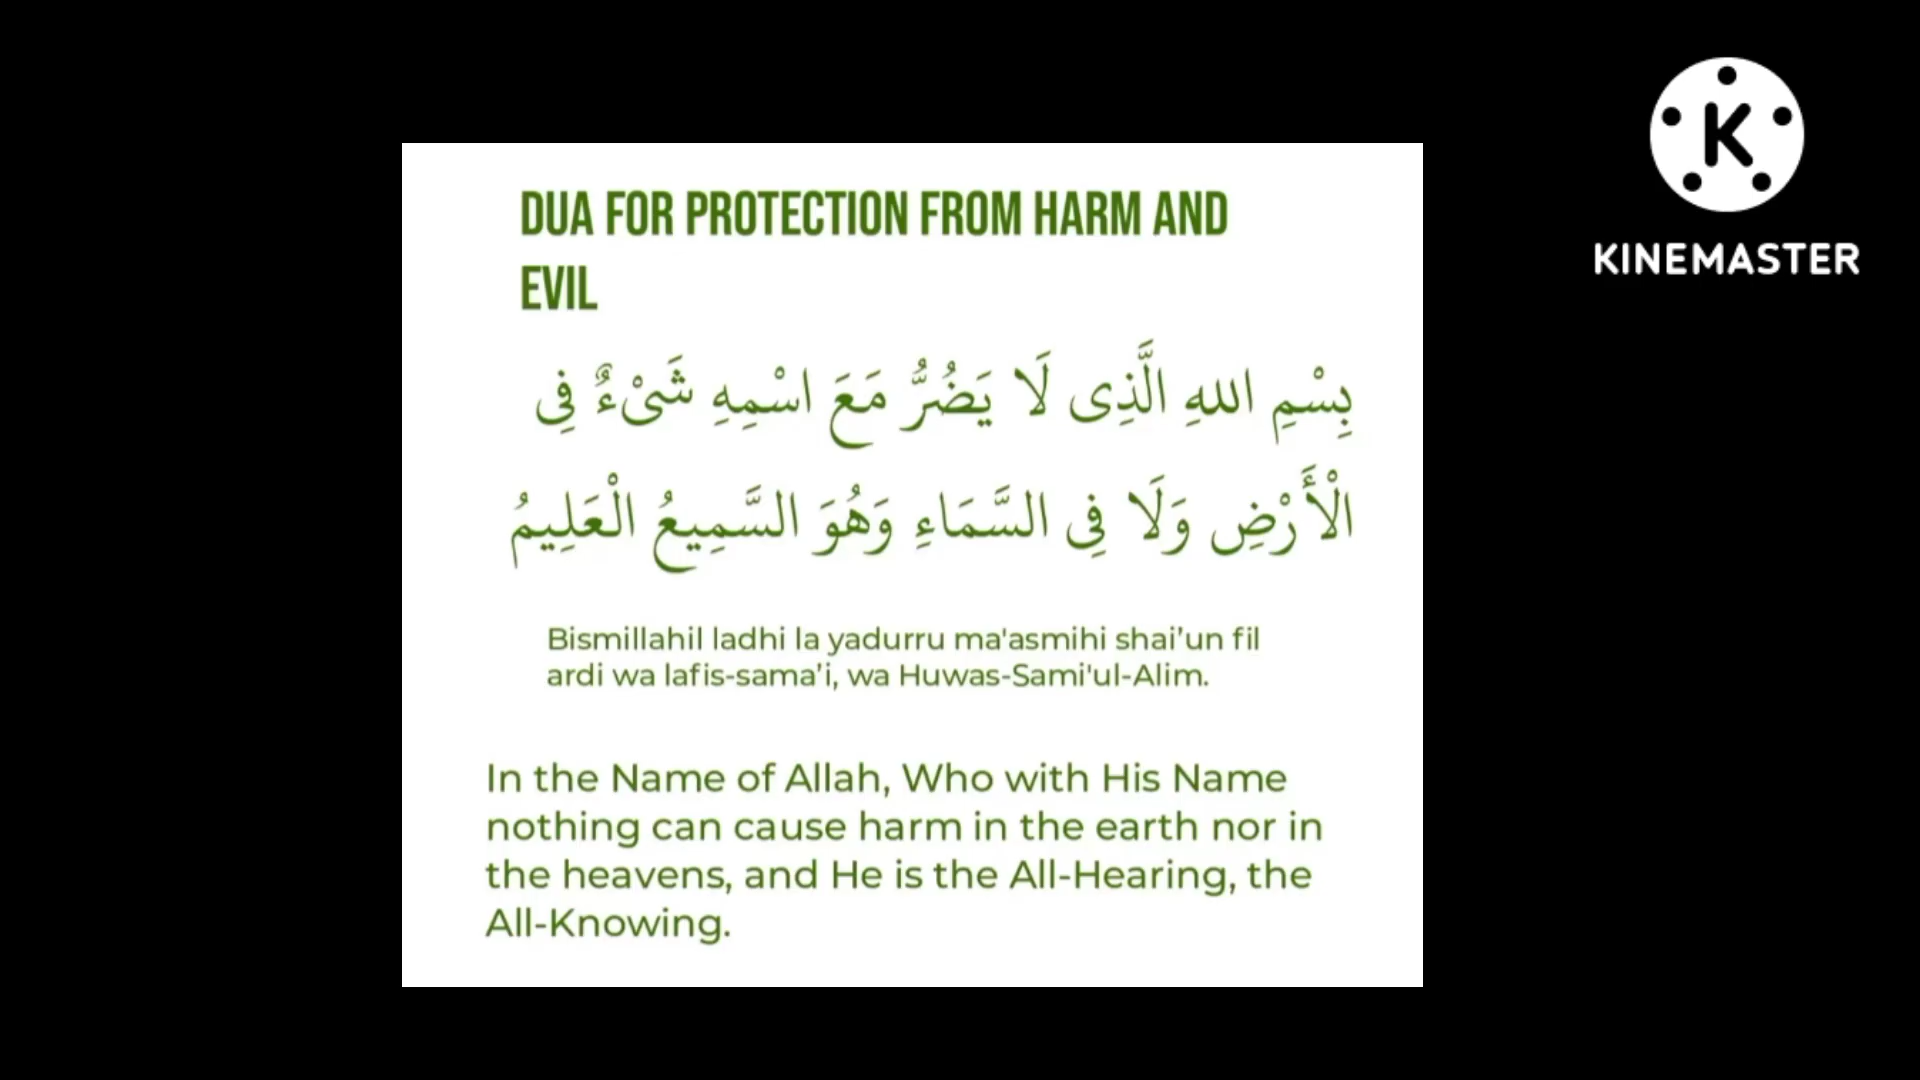 DUA FOR PROTECTION FROM HARM AND
EVIL
بِسْمِ اللهِ الَّذِى لَا يَضُرُّ مَعَ اسْمِهِ شَىْءٌ فِى
الْأَرْضِ وَلَا فِى السَّمَاءِ وَهُوَ السَّمِيعُ الْعَلِيمُ
Bismillahil ladhi la yadurru ma'asmihi shai’un fil
ardi wa lafis-sama’i, wa Huwas-Sami'ul-Alim.
In the Name of Allah, Who with His Name
nothing can cause harm in the earth nor in
the heavens, and He is the All-Hearing, the
All-Knowing.
K
KINEMASTER